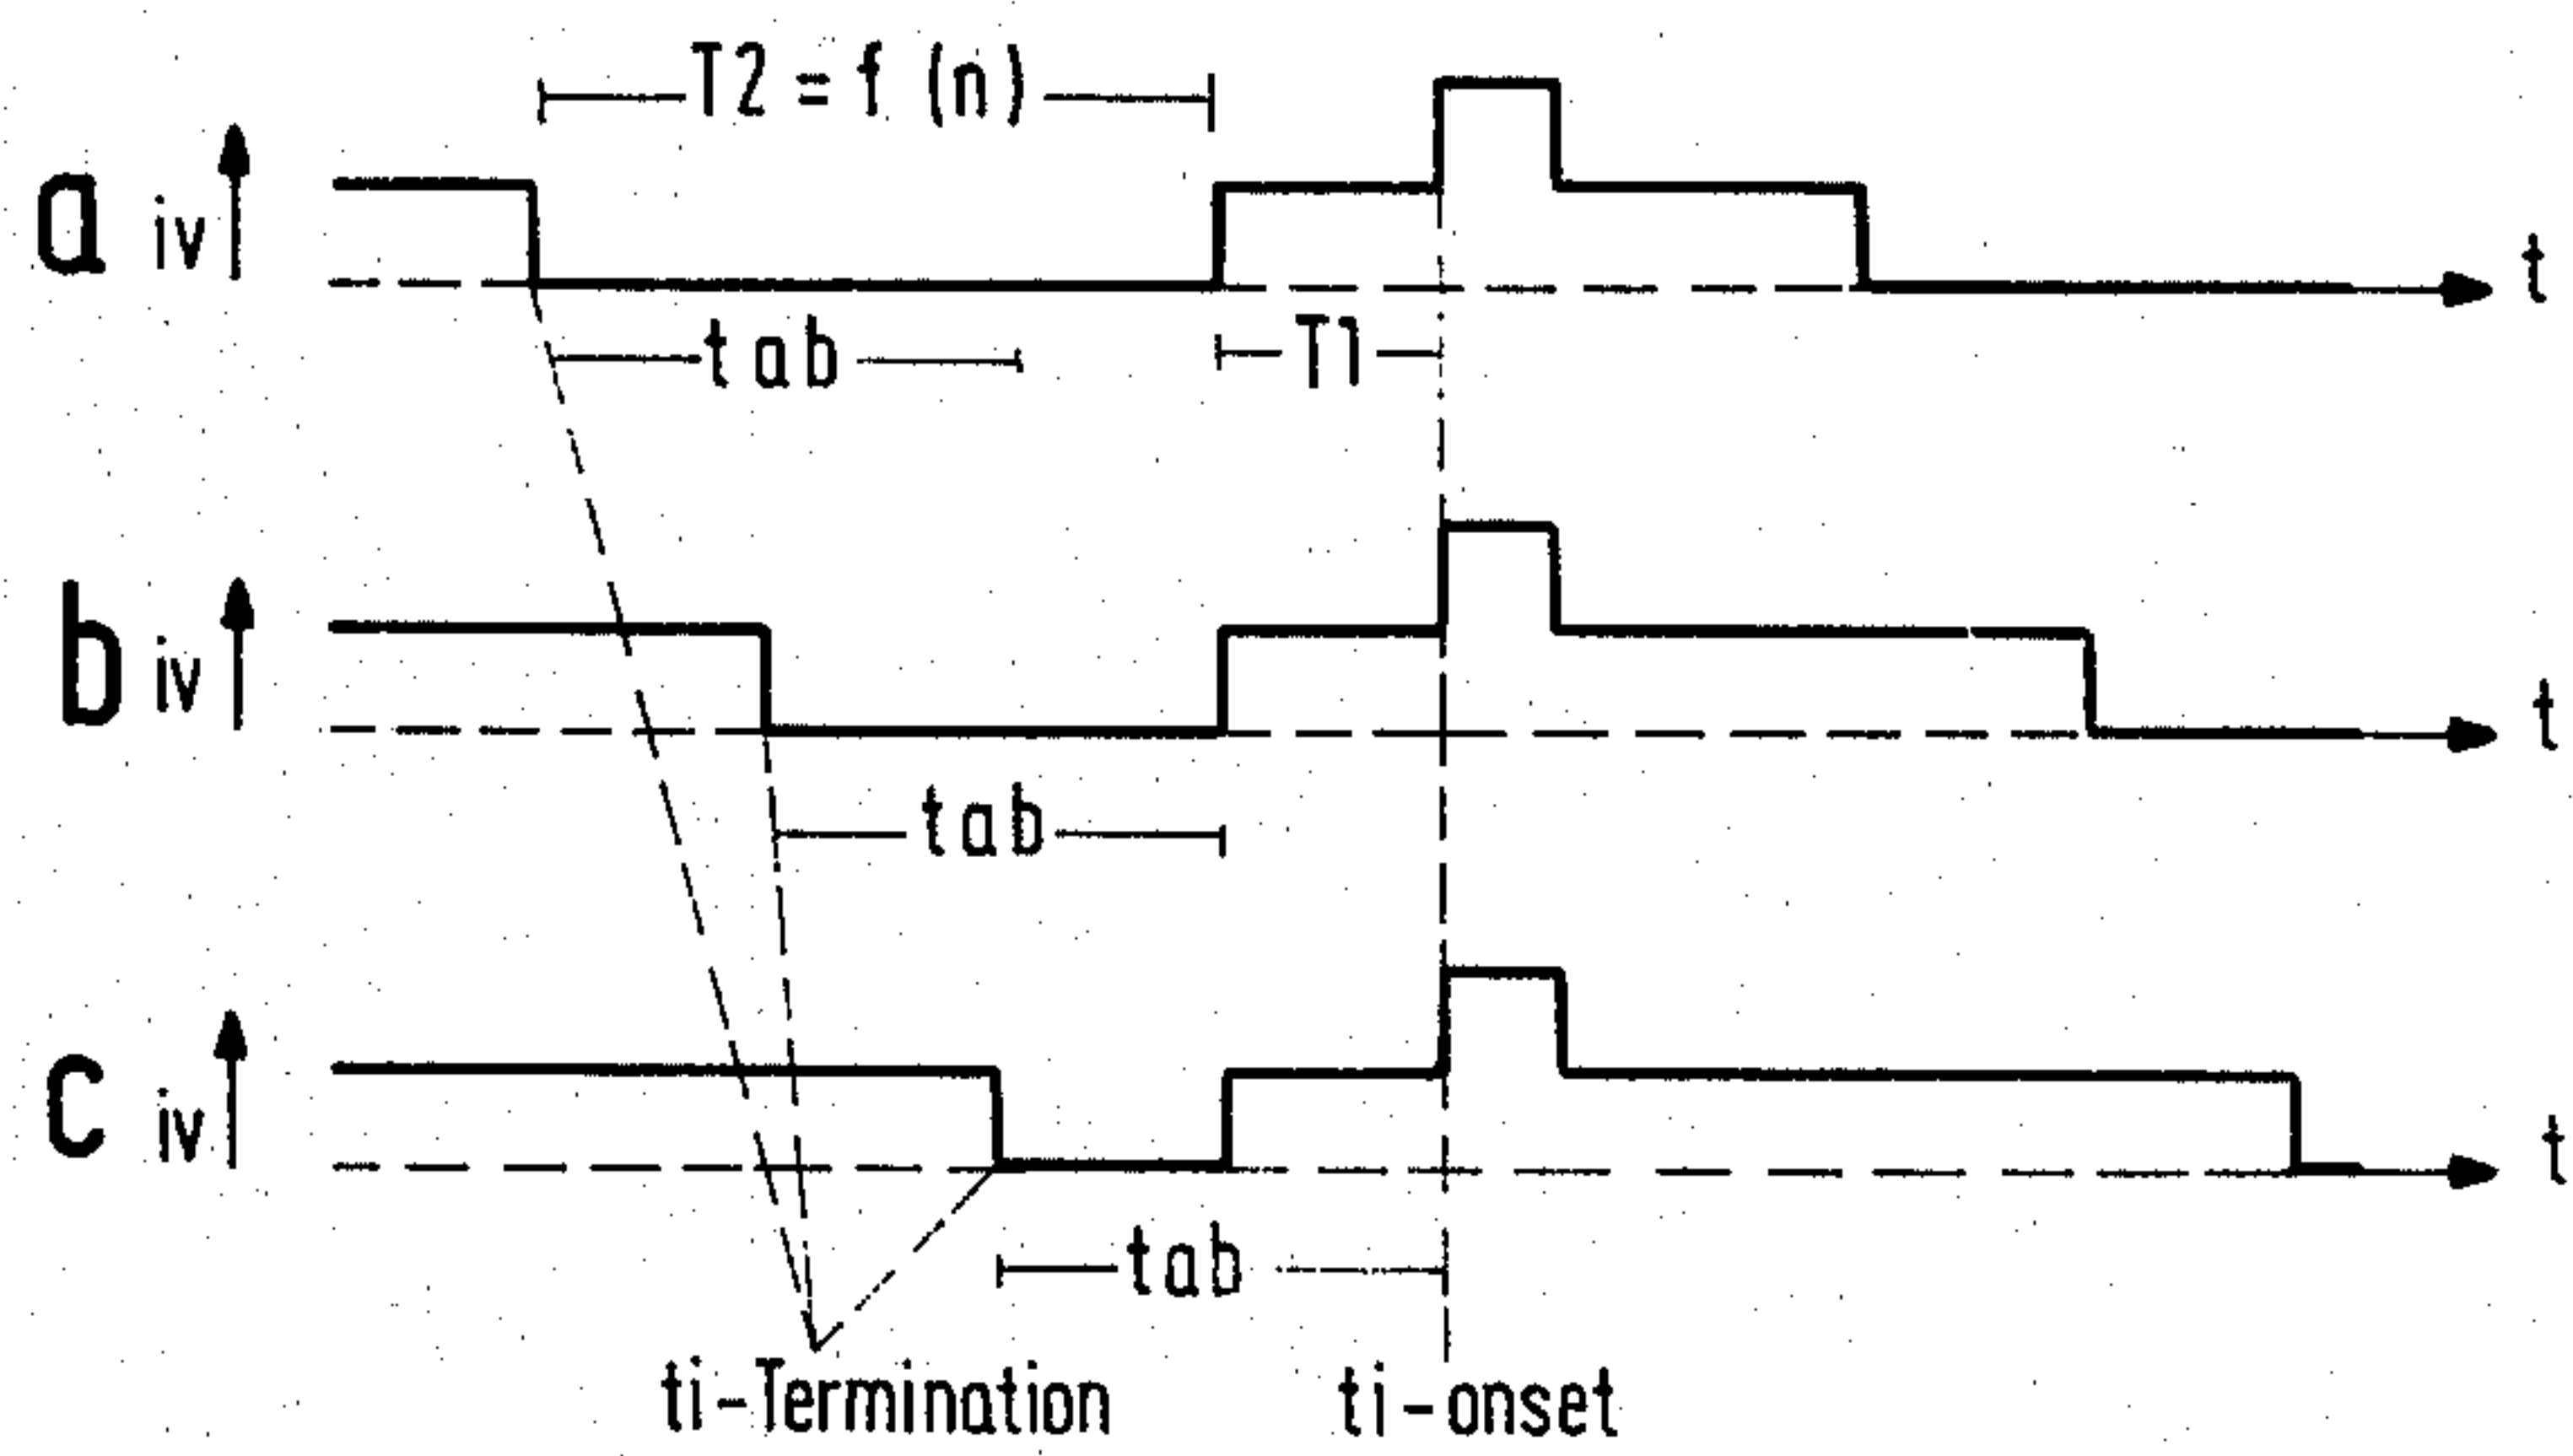 T2 = f (n)
a iv t
tab T1
b iv t
tab
c iv t
tab
ti-Termination ti-onset